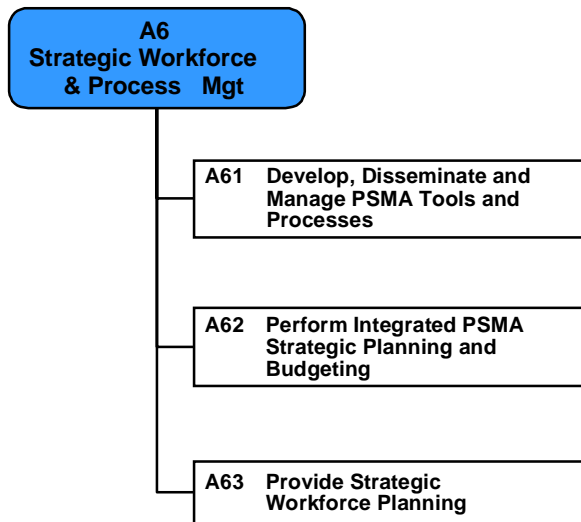 A6
Strategic Workforce
& Process Mgt
A61 Develop, Disseminate and
Manage PSMA Tools and
Processes
A62 Perform Integrated PSMA
Strategic Planning and
Budgeting
A63 Provide Strategic
Workforce Planning